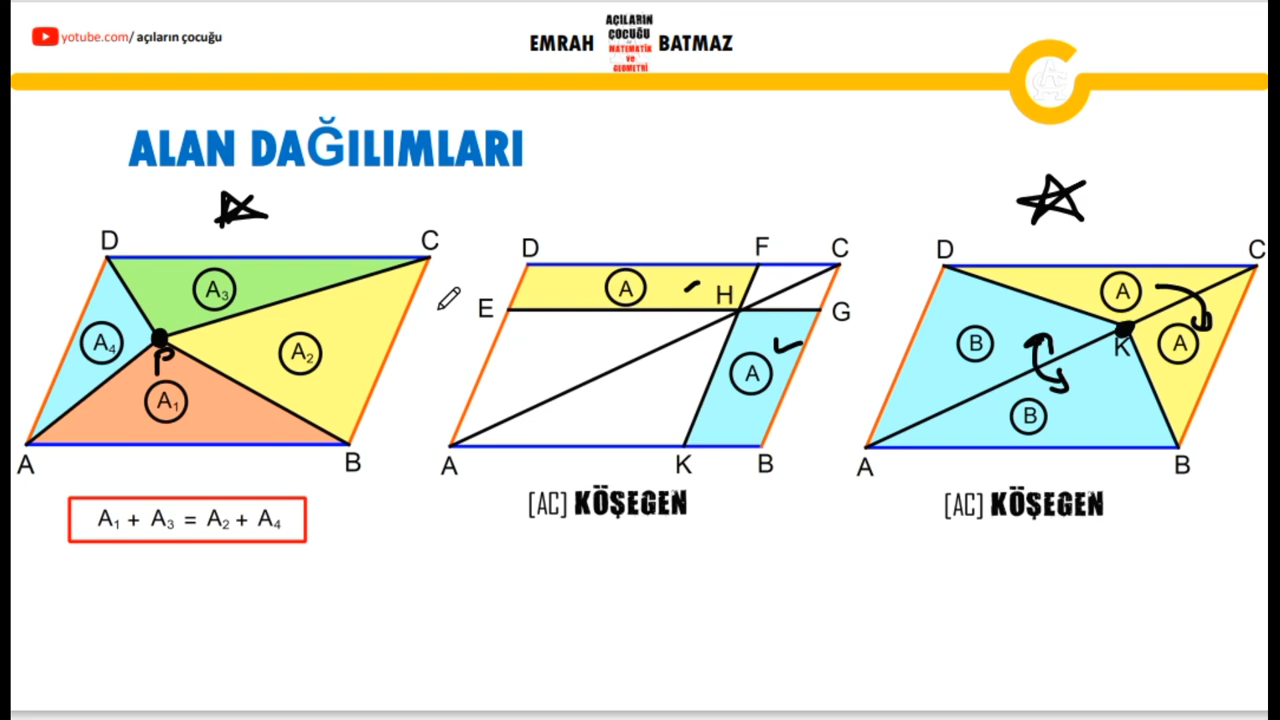 yotube.com/ açıların çocuğu
EMRAH
AÇILARIN
ÇOCUĞU
MATEMATİK
ve
GEOMETRİ
BATMAZ
ALAN DAĞILIMLARI
D C
A₃
A₄
P
A₂
A₁
A B
A₁ + A₃ = A₂ + A₄
D F C
A
H
E G
A
A K B
[AC] KÖŞEGEN
D C
A
K
B A
B
A B
[AC] KÖŞEGEN